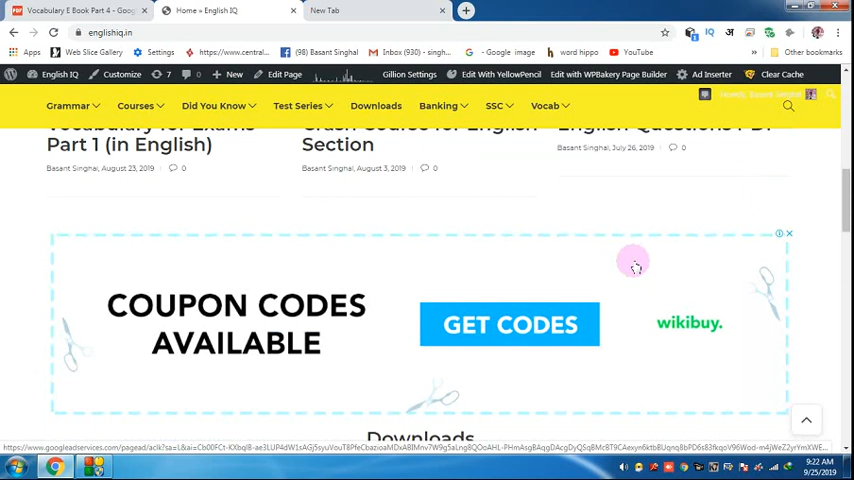 Vocabulary E Book Part 4 - Goog
Home » English IQ
New Tab
englishiq.in
Apps
Web Slice Gallery
Settings
https://www.central...
(98) Basant Singhal
Inbox (930) - singh...
- Google image
word hippo
YouTube
Other bookmarks
English IQ
Customize
7
0
New
Edit Page
Gillion Settings
Edit With YellowPencil
Edit with WPBakery Page Builder
Ad Inserter
Clear Cache
Howdy, Basant Singhal
Grammar
Courses
Did You Know
Test Series
Downloads
Banking
SSC
Vocab
Vocabulary for Exams
Part 1 (in English)
Basant Singhal, August 23, 2019
0
Crash Course for English
Section
Basant Singhal, August 3, 2019
0
English Questions PDF
Basant Singhal, July 26, 2019
0
COUPON CODES
AVAILABLE
GET CODES
wikibuy.
Downloads
9:22 AM
9/25/2019